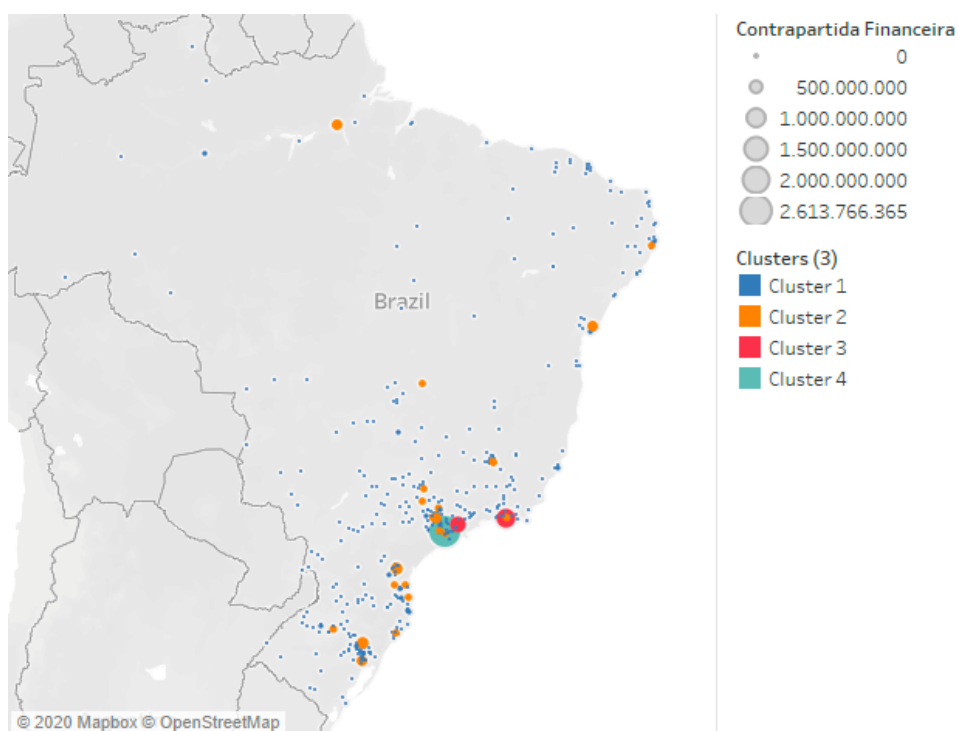 Brazil
© 2020 Mapbox © OpenStreetMap
Contrapartida Financeira
0
500.000.000
1.000.000.000
1.500.000.000
2.000.000.000
2.613.766.365
Clusters (3)
Cluster 1
Cluster 2
Cluster 3
Cluster 4